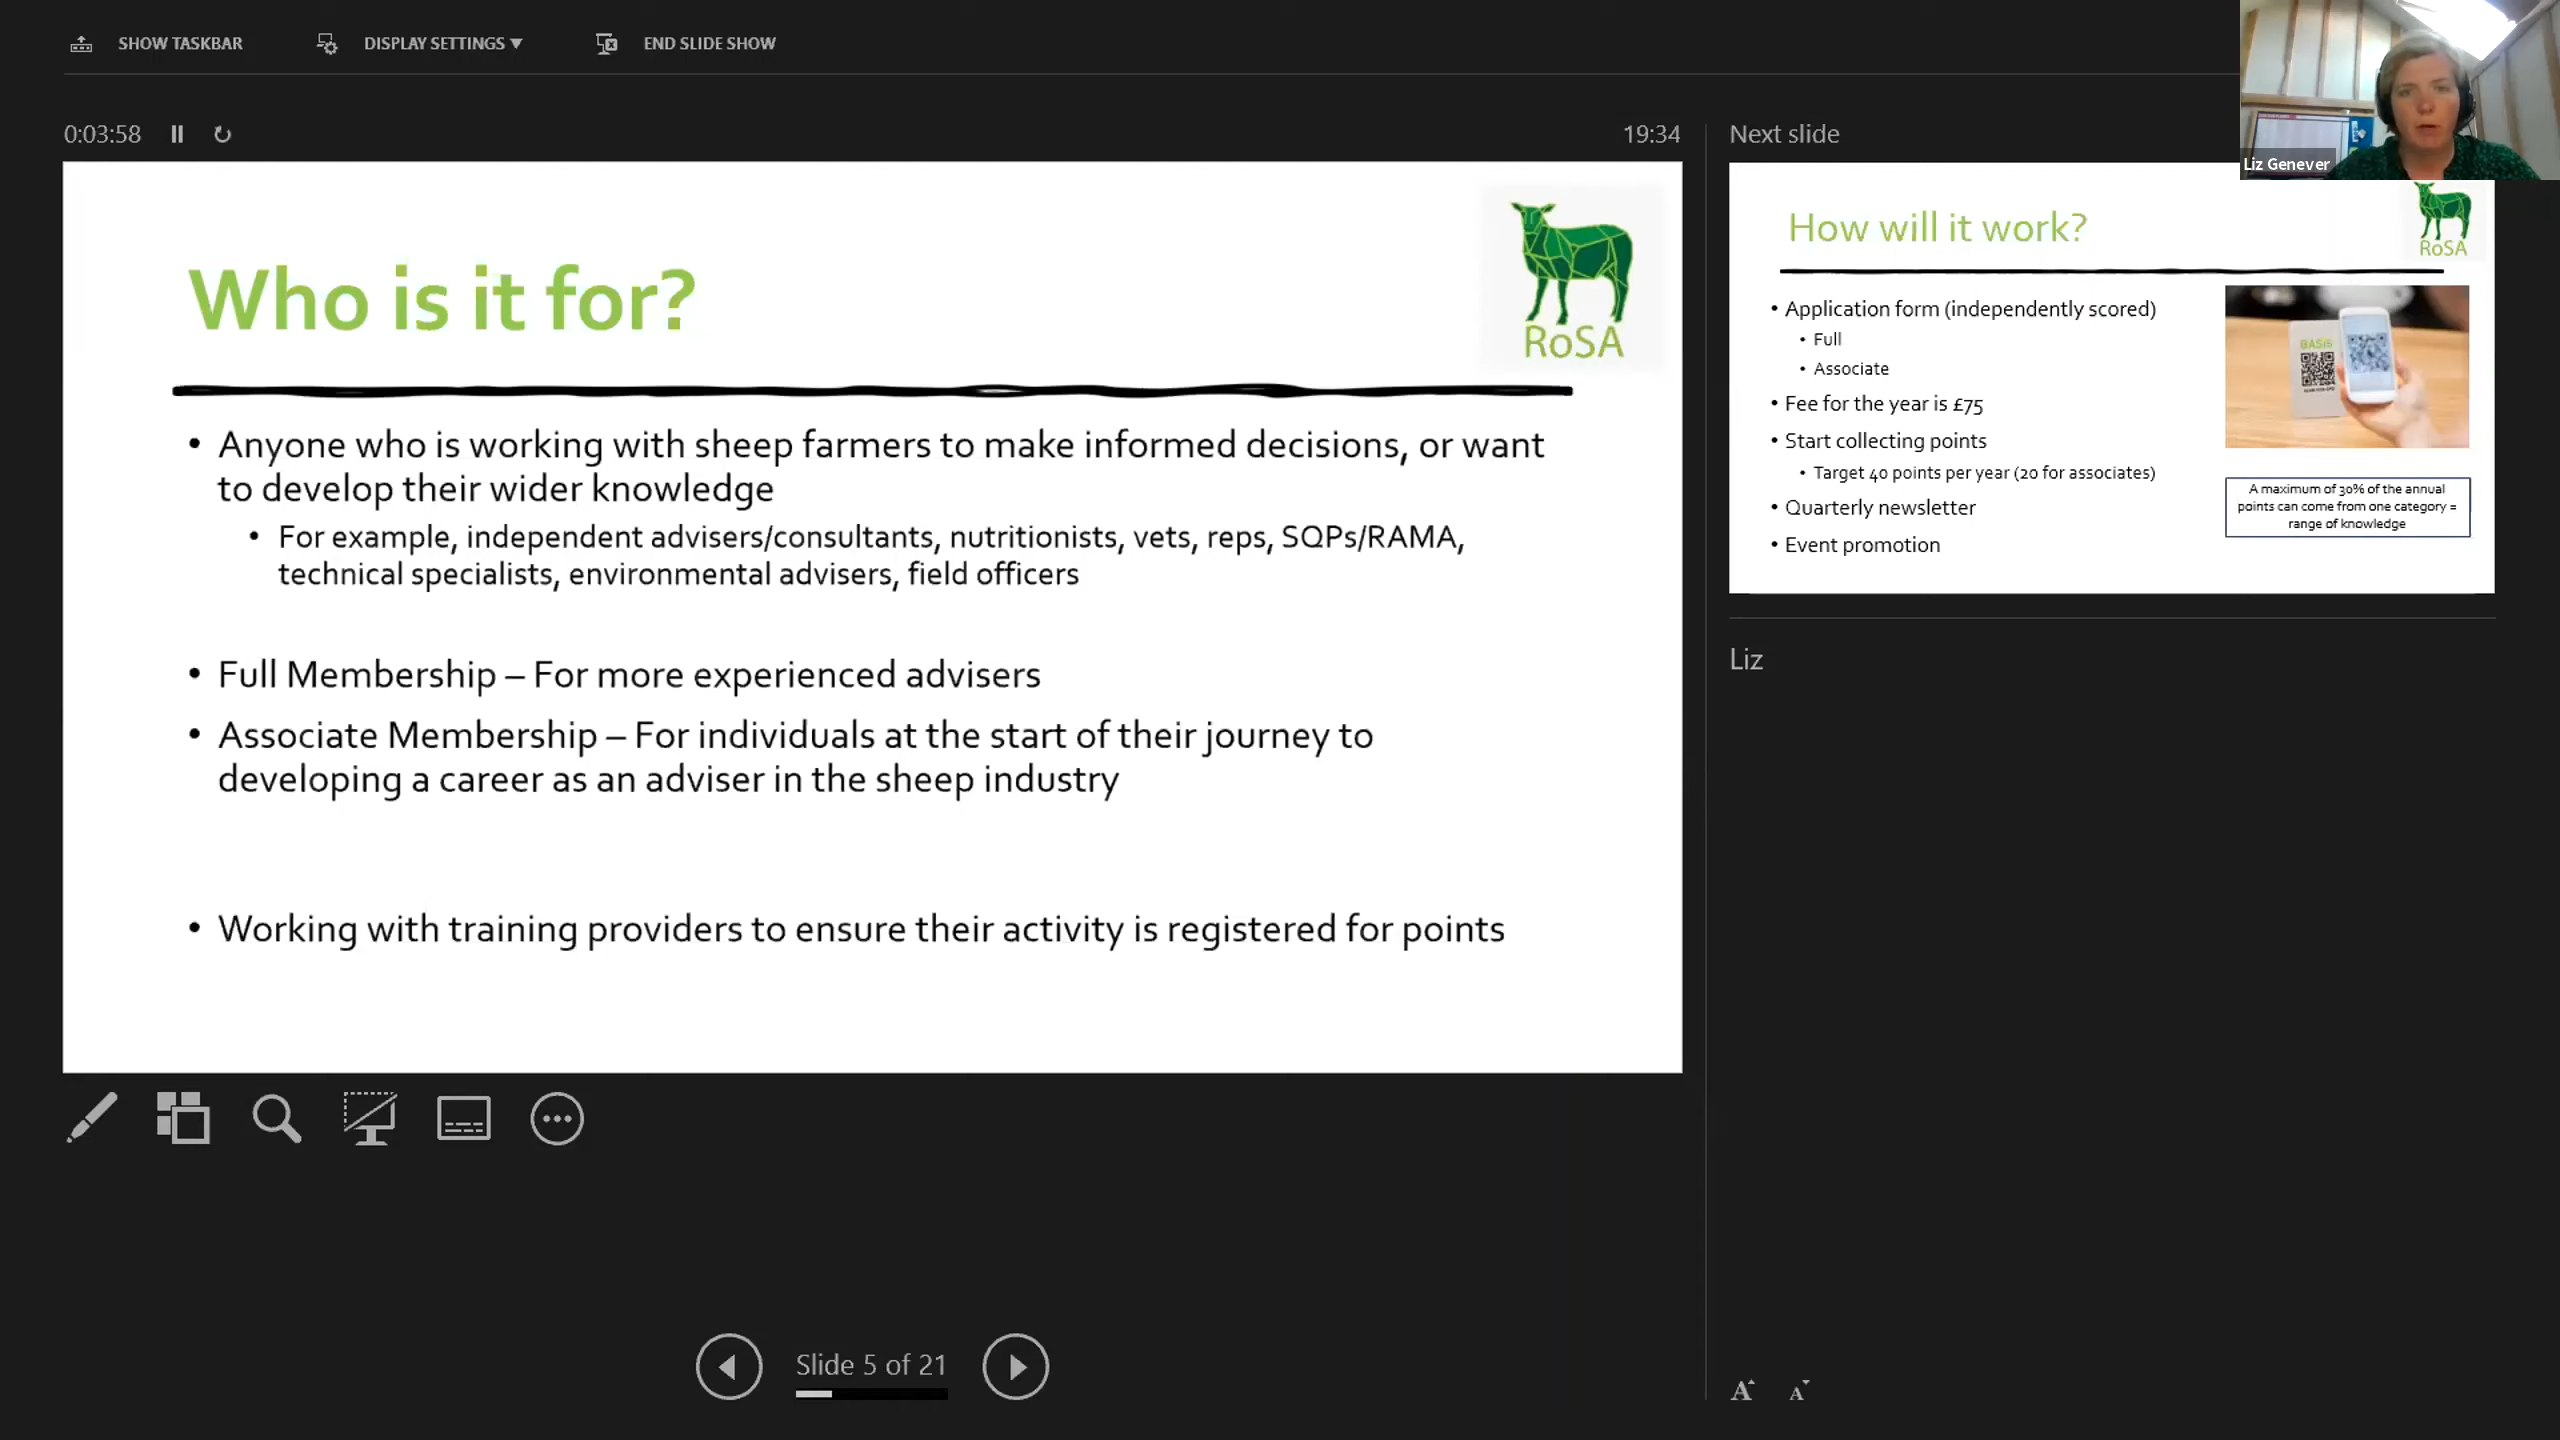 SHOW TASKBAR
DISPLAY SETTINGS ▼
END SLIDE SHOW
0:03:58
19:34
Who is it for?
RoSA
• Anyone who is working with sheep farmers to make informed decisions, or want
to develop their wider knowledge
• For example, independent advisers/consultants, nutritionists, vets, reps, SQPs/RAMA,
technical specialists, environmental advisers, field officers
• Full Membership – For more experienced advisers
• Associate Membership – For individuals at the start of their journey to
developing a career as an adviser in the sheep industry
• Working with training providers to ensure their activity is registered for points
Slide 5 of 21
Next slide
Liz Genever
How will it work?
RoSA
• Application form (independently scored)
• Full
• Associate
• Fee for the year is £75
• Start collecting points
• Target 40 points per year (20 for associates)
• Quarterly newsletter
• Event promotion
BASIS
A maximum of 30% of the annual
points can come from one category =
range of knowledge
Liz
A A